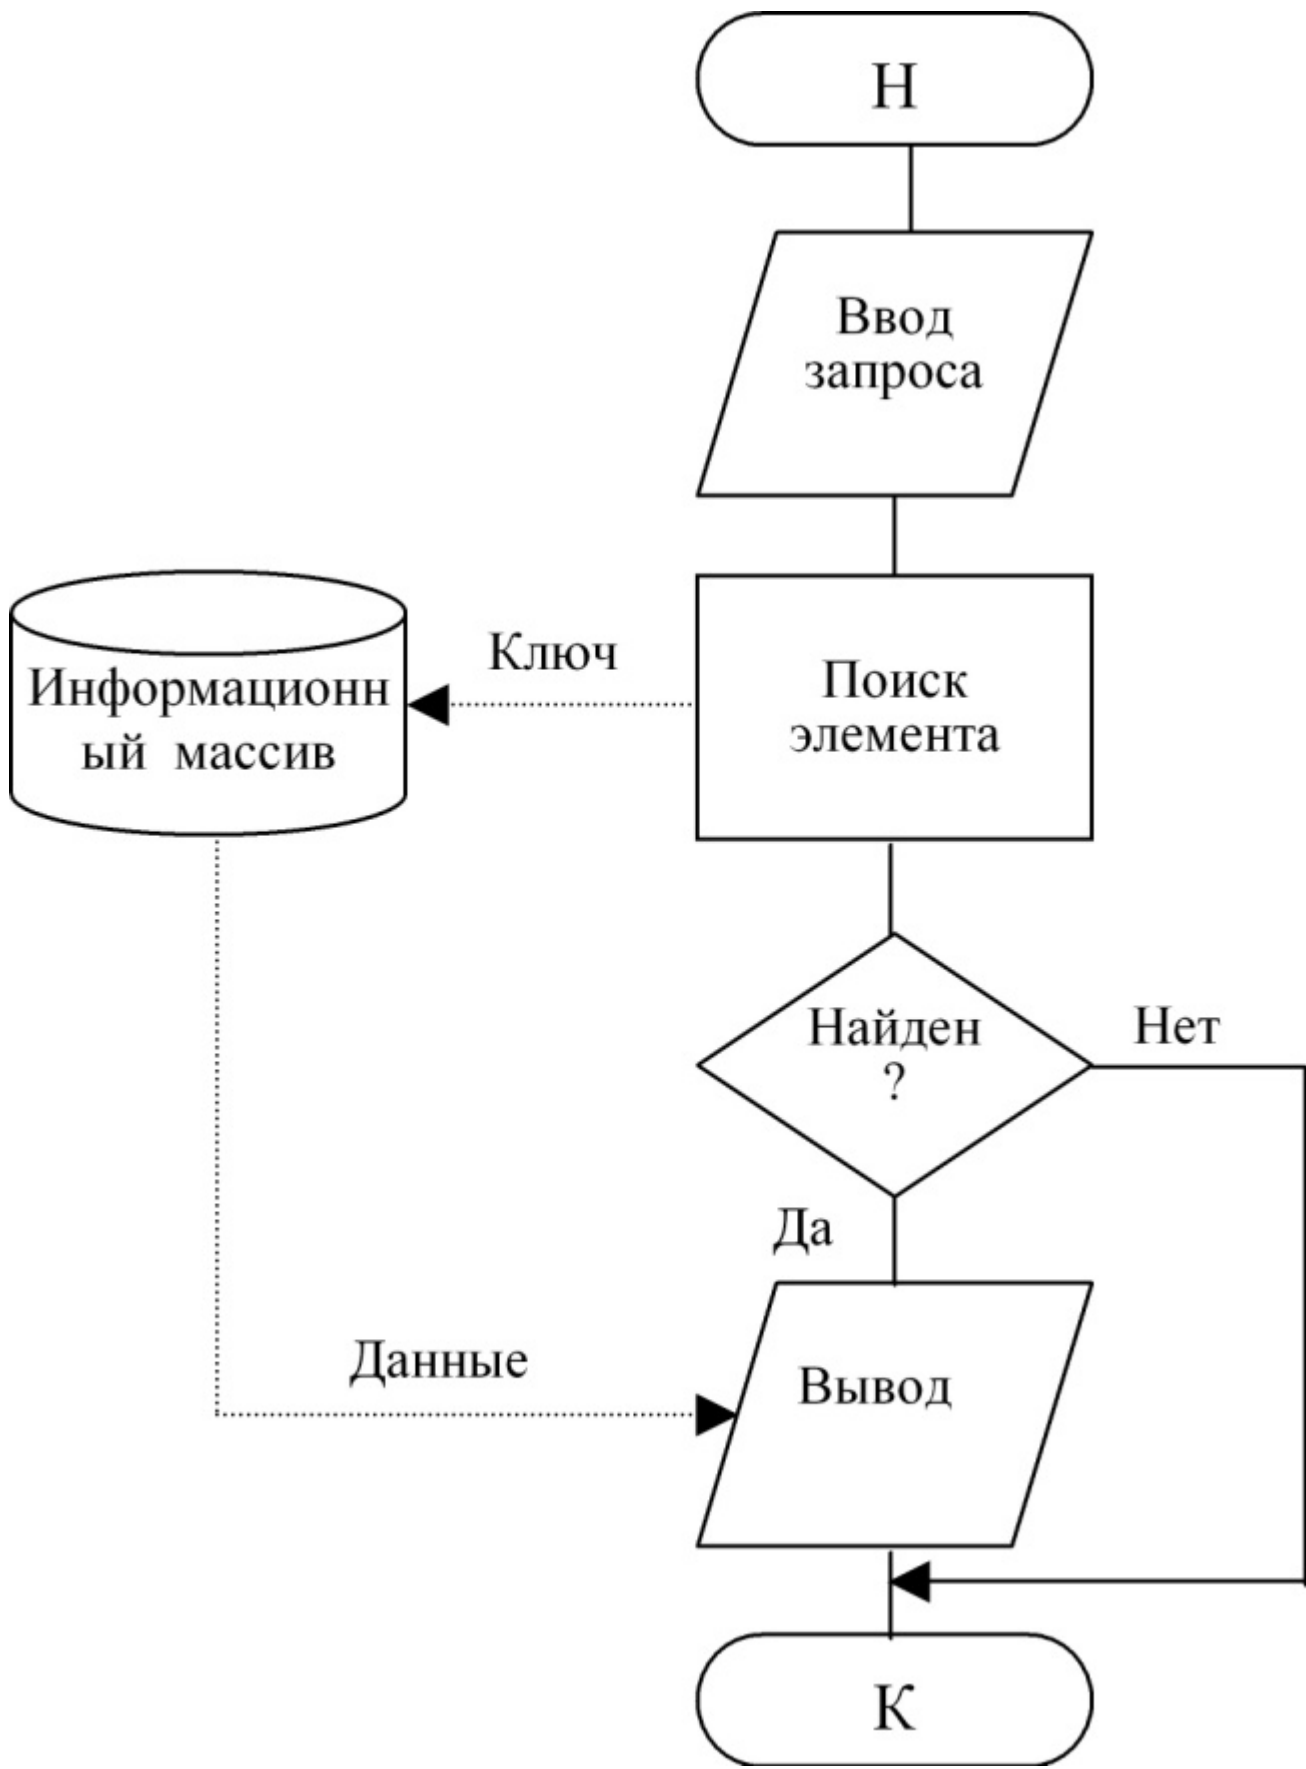 Н
Ввод
запроса
Ключ
Информационн
ый массив
Поиск
элемента
Найден
?
Нет
Да
Данные
Вывод
К